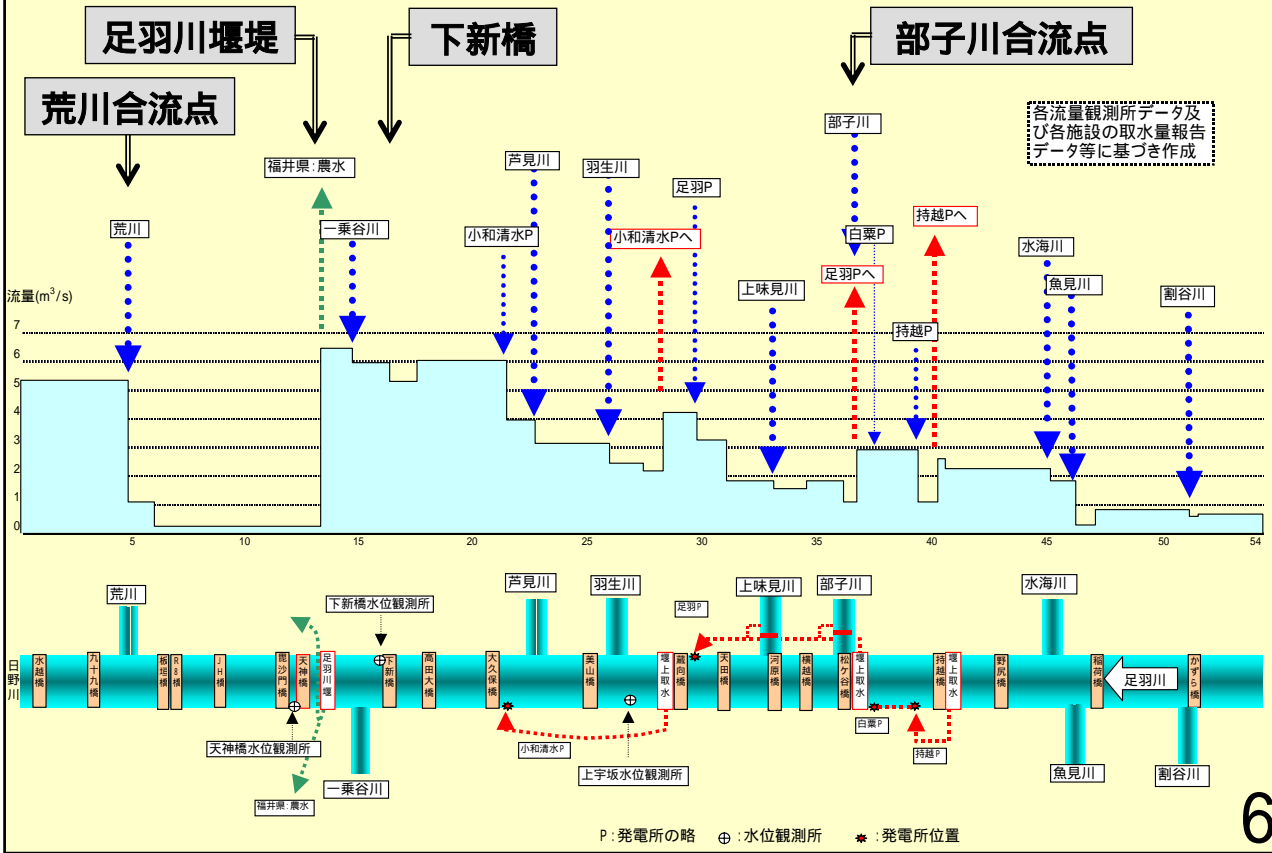 足羽川堰堤
下新橋
部子川合流点
荒川合流点
各流量観測所データ及
び各施設の取水量報告
データ等に基づき作成
福井県:農水
荒川
一乗谷川
小和清水P
芦見川
羽生川
小和清水Pへ
足羽P
上味見川
部子川
白粟P
足羽Pへ
持越Pへ
持越P
水海川
魚見川
割谷川
流量(m³/s)
7
6
5
4
3
2
1
0
5
10
15
20
25
30
35
40
45
50
54
荒川
下新橋水位観測所
芦見川
羽生川
足羽P
上味見川
部子川
水海川
日野川
水越橋
九十九橋
板垣橋
R8橋
JH橋
毘沙門橋
天神橋
足羽川堰
下新橋
高田大橋
大久保橋
美山橋
堰上取水
蔵向橋
天田橋
河原橋
横越橋
松ケ谷橋
堰上取水
持越橋
堰上取水
野尻橋
稲荷橋
足羽川
かずら橋
天神橋水位観測所
福井県:農水
一乗谷川
小和清水P
上宇坂水位観測所
白粟P
持越P
魚見川
割谷川
P:発電所の略
:水位観測所
:発電所位置
6